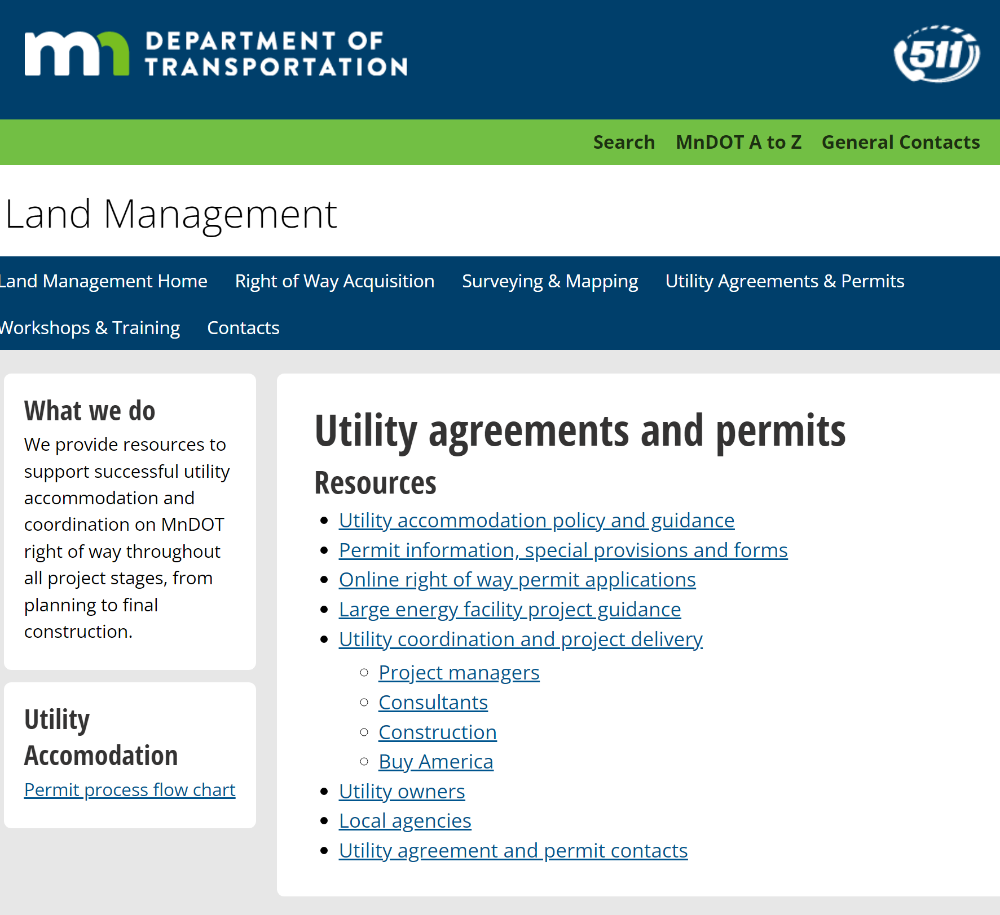 mn DEPARTMENT OF
TRANSPORTATION
511
Search MnDOT A to Z General Contacts
Land Management
Land Management Home Right of Way Acquisition Surveying & Mapping Utility Agreements & Permits
Workshops & Training Contacts
What we do
We provide resources to
support successful utility
accommodation and
coordination on MnDOT
right of way throughout
all project stages, from
planning to final
construction.
Utility
Accomodation
Permit process flow chart
Utility agreements and permits
Resources
Utility accommodation policy and guidance
Permit information, special provisions and forms
Online right of way permit applications
Large energy facility project guidance
Utility coordination and project delivery
Project managers
Consultants
Construction
Buy America
Utility owners
Local agencies
Utility agreement and permit contacts